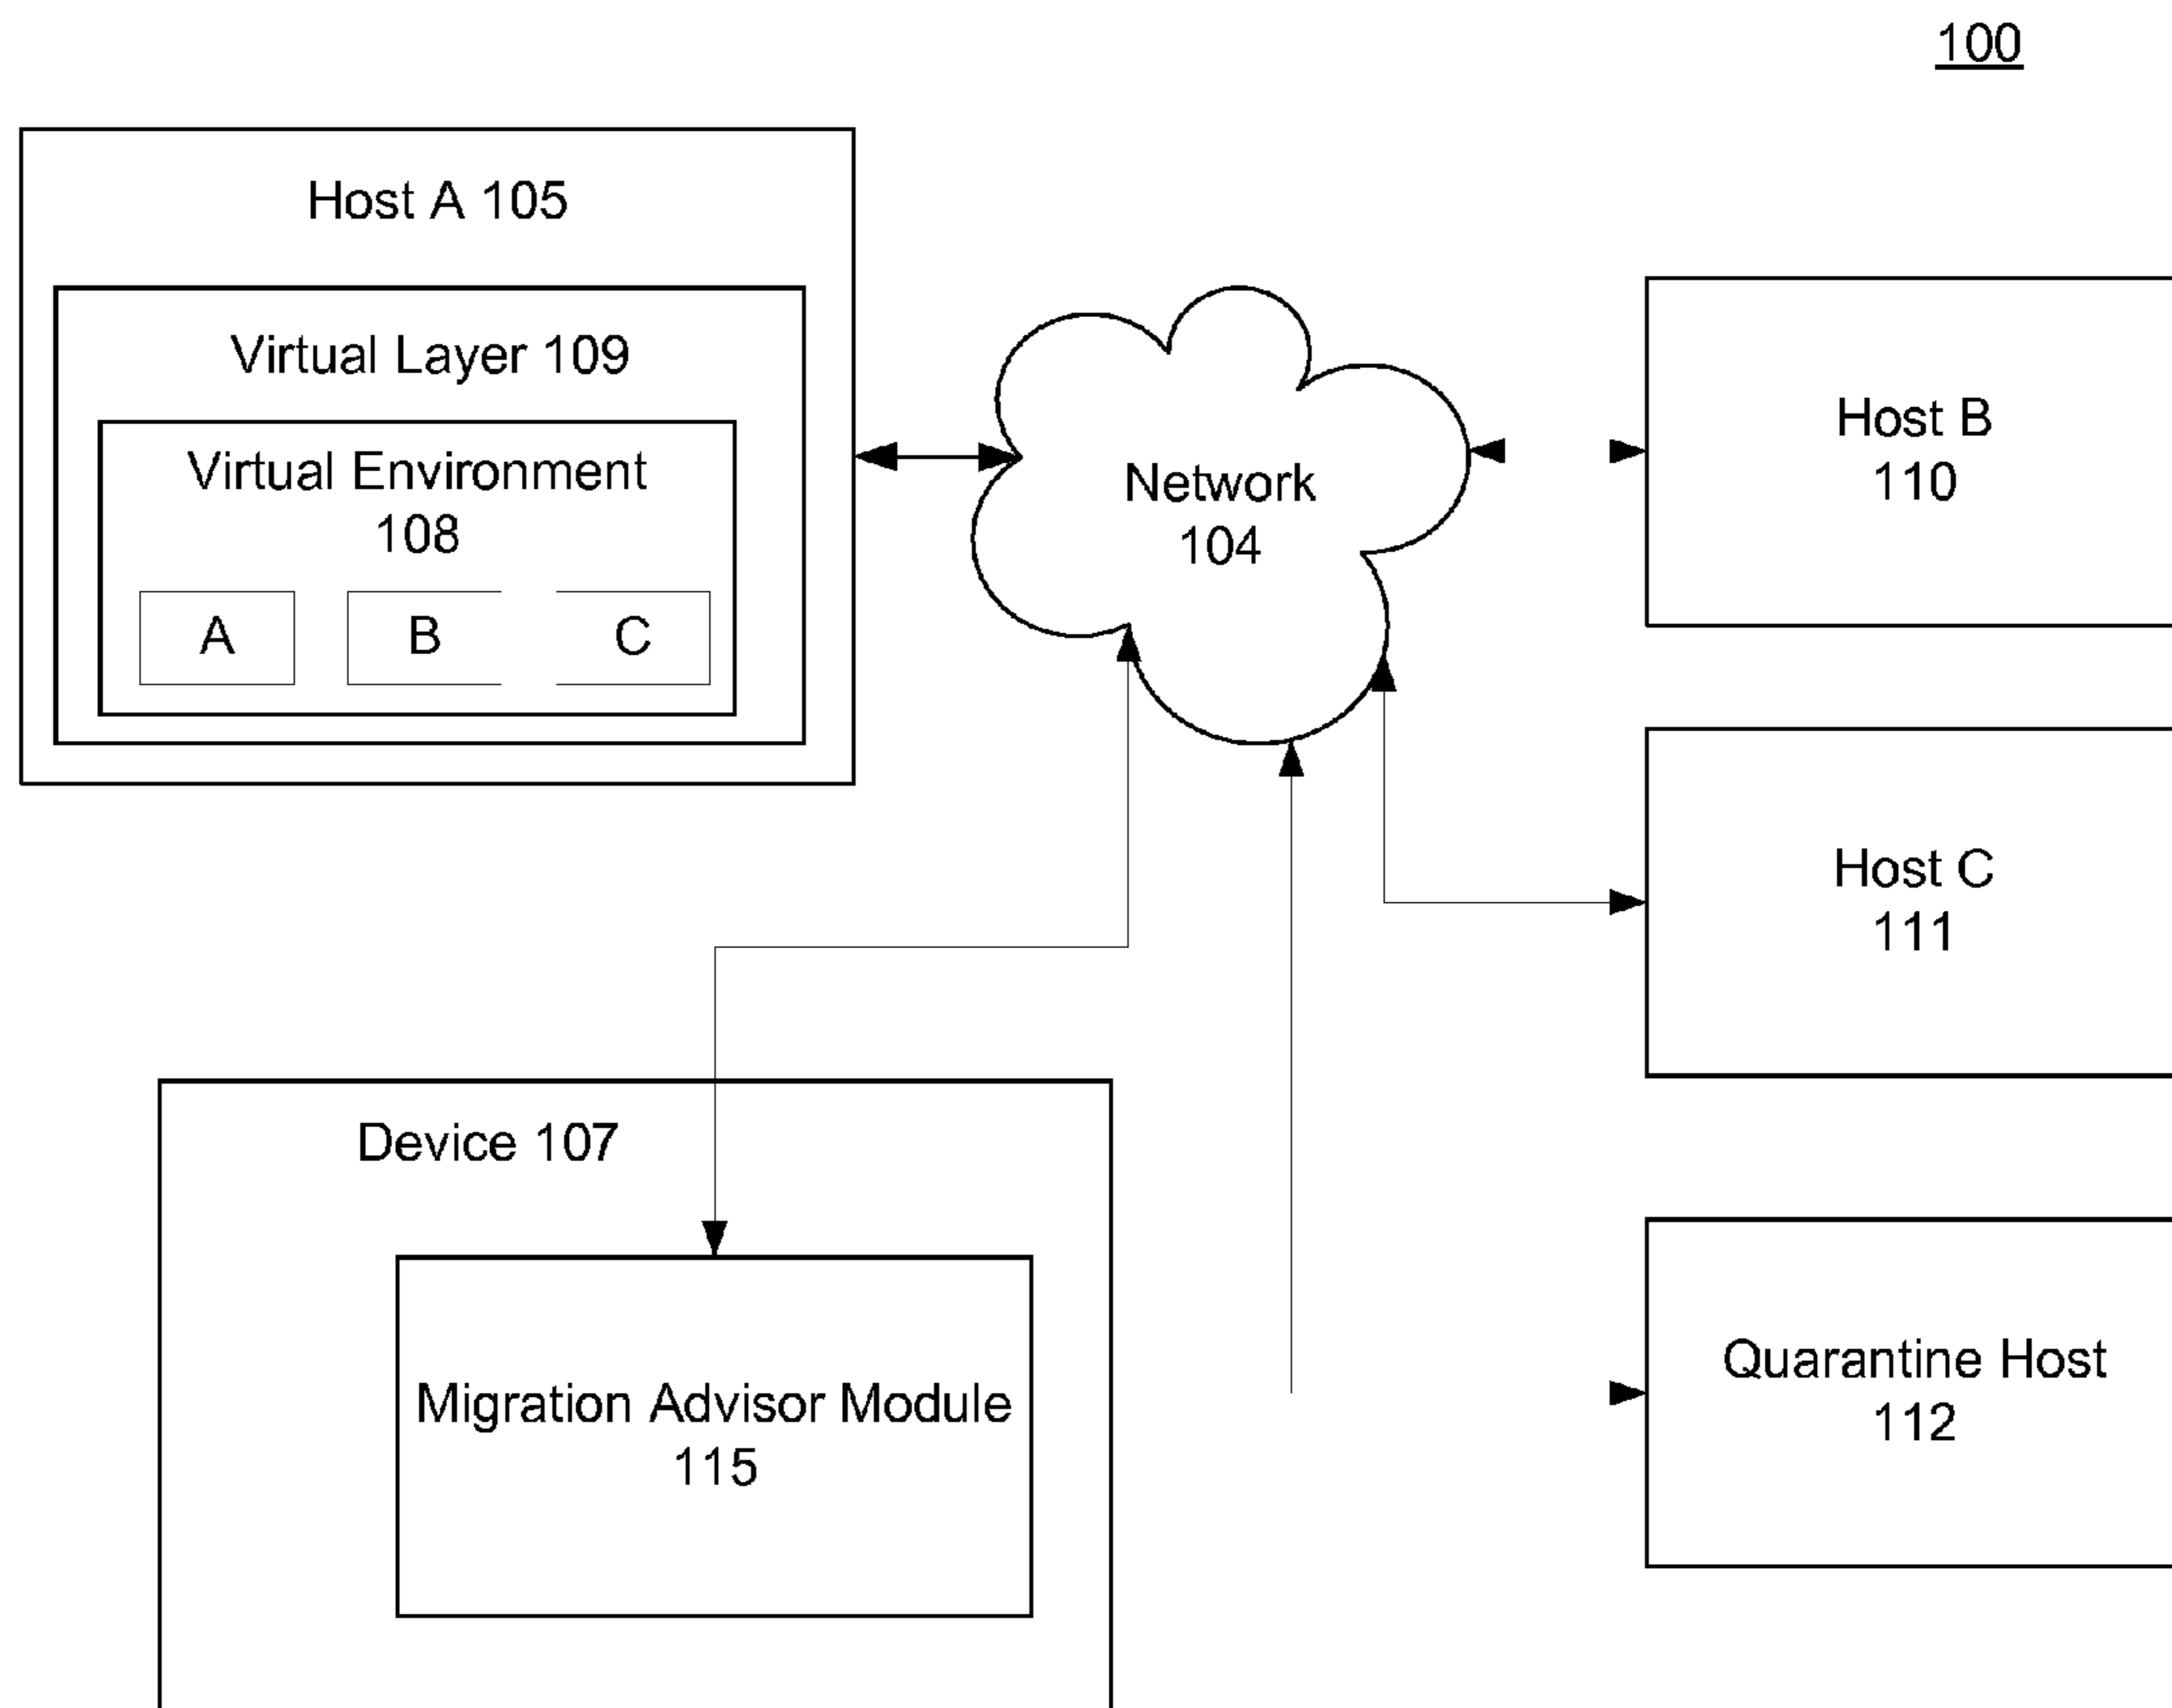 100
Host A 105
Virtual Layer 109
Virtual Environment
108
A
B
C
Network
104
Host B
110
Host C
111
Device 107
Migration Advisor Module
115
Quarantine Host
112